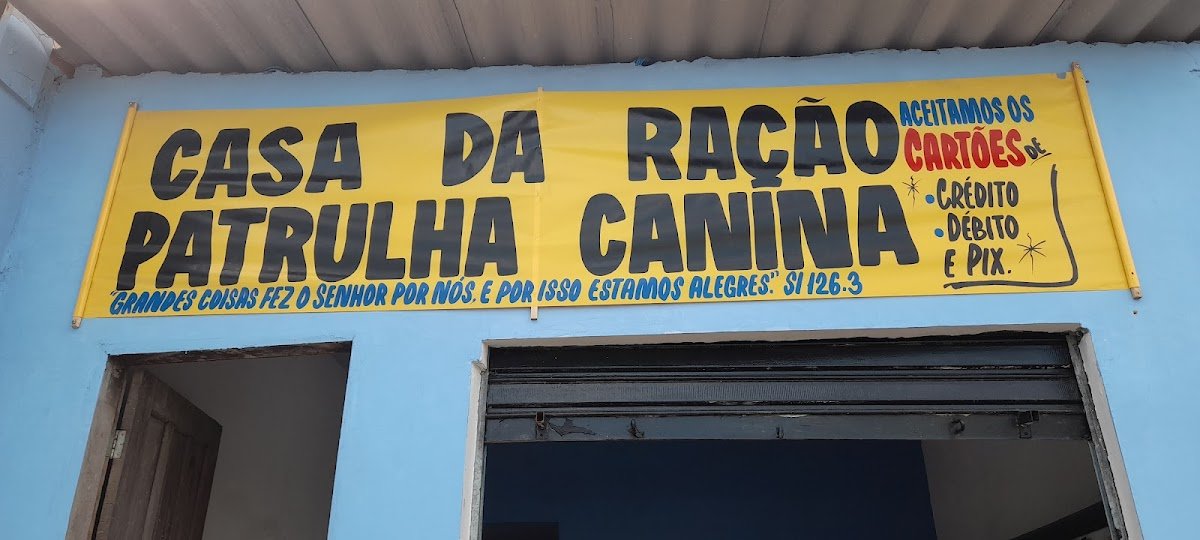 CASA DA RAÇÃO
PATRULHA CANINA
"GRANDES COISAS FEZ O SENHOR POR NÓS, E POR ISSO ESTAMOS ALEGRES." Sl 126.3
ACEITAMOS OS
CARTÕES DE
• CRÉDITO
• DÉBITO
E PIX.